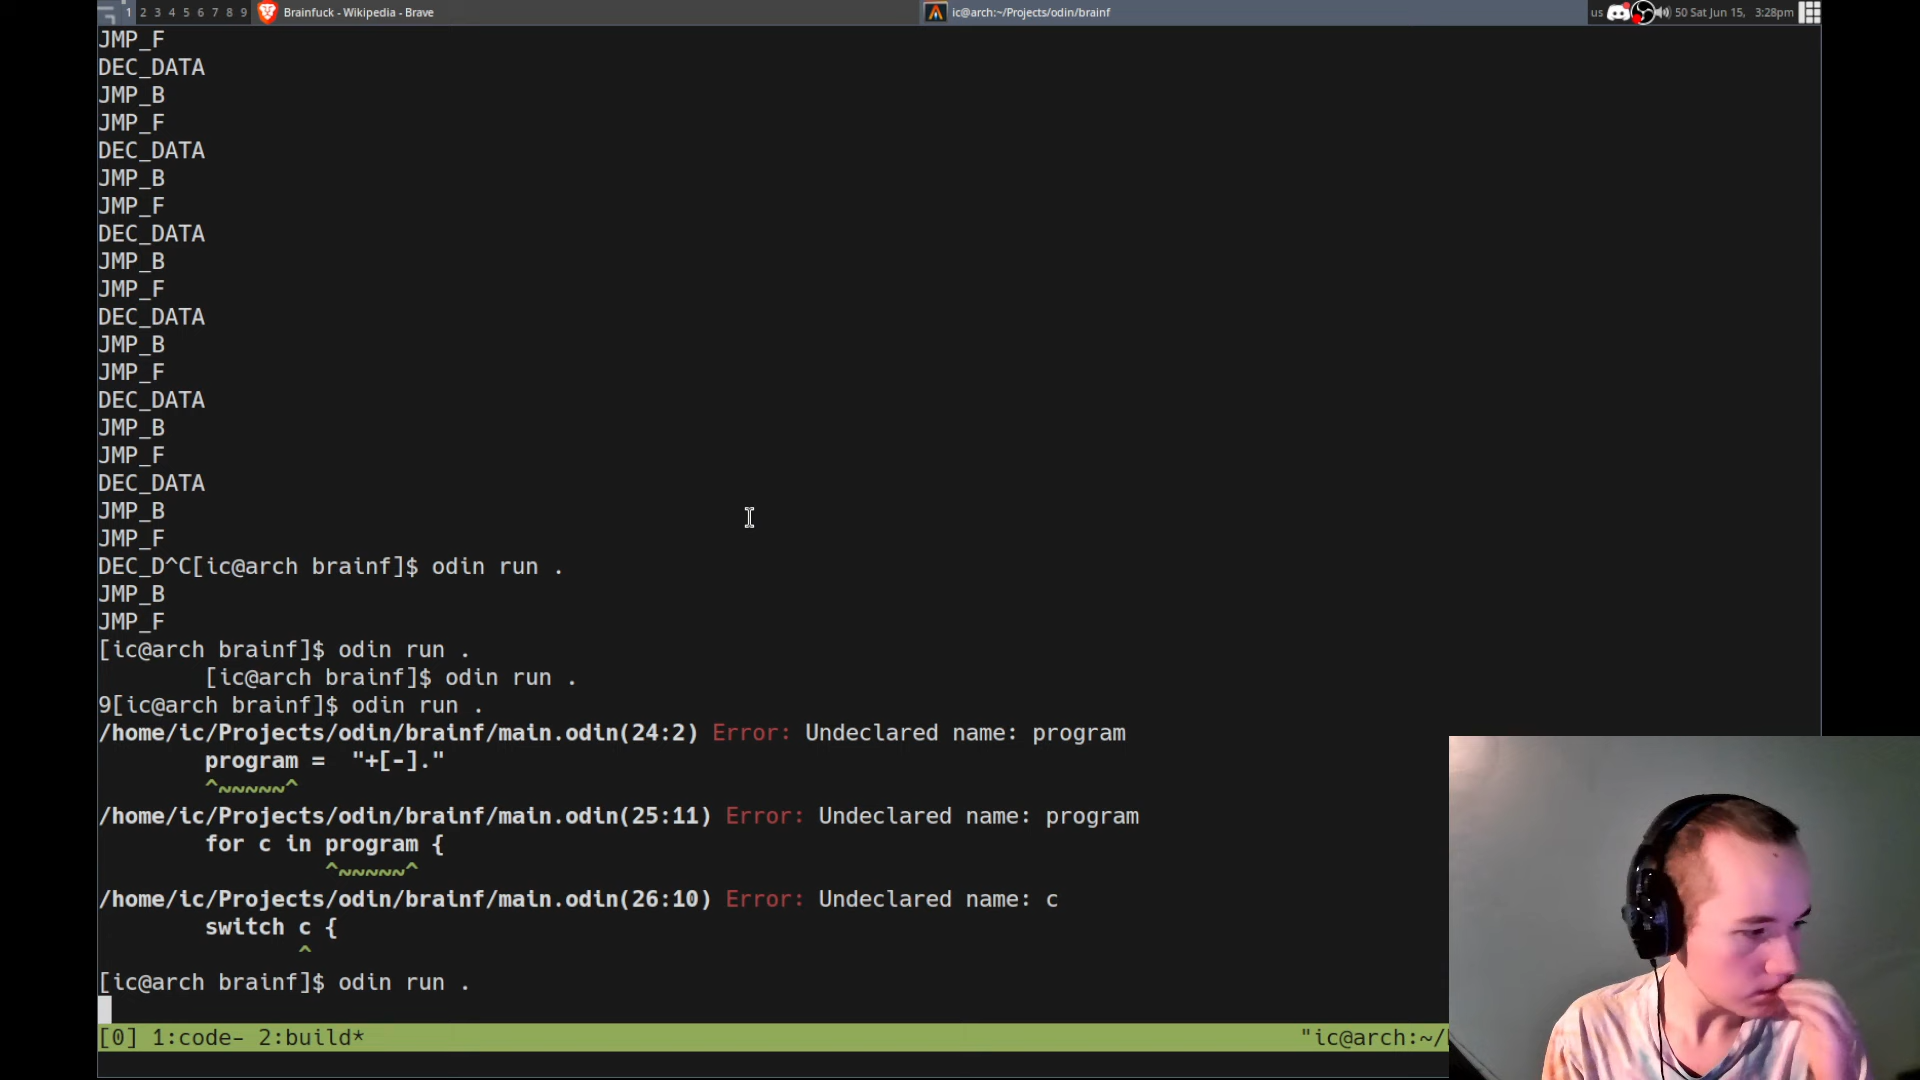 1 2 3 4 5 6 7 8 9 Brainfuck - Wikipedia - Brave ic@arch:~/Projects/odin/brainf us 50 Sat Jun 15, 3:28pm
JMP_F
DEC_DATA
JMP_B
JMP_F
DEC_DATA
JMP_B
JMP_F
DEC_DATA
JMP_B
JMP_F
DEC_DATA
JMP_B
JMP_F
DEC_DATA
JMP_B
JMP_F
DEC_DATA
JMP_B
JMP_F
DEC_D^C[ic@arch brainf]$ odin run .
JMP_B
JMP_F
[ic@arch brainf]$ odin run .
[ic@arch brainf]$ odin run .
9[ic@arch brainf]$ odin run .
/home/ic/Projects/odin/brainf/main.odin(24:2) Error: Undeclared name: program
program =  "+[-]."
^~~~~~^
/home/ic/Projects/odin/brainf/main.odin(25:11) Error: Undeclared name: program
for c in program {
^~~~~~^
/home/ic/Projects/odin/brainf/main.odin(26:10) Error: Undeclared name: c
switch c {
^
[ic@arch brainf]$ odin run .
[0] 1:code- 2:build* "ic@arch:~/